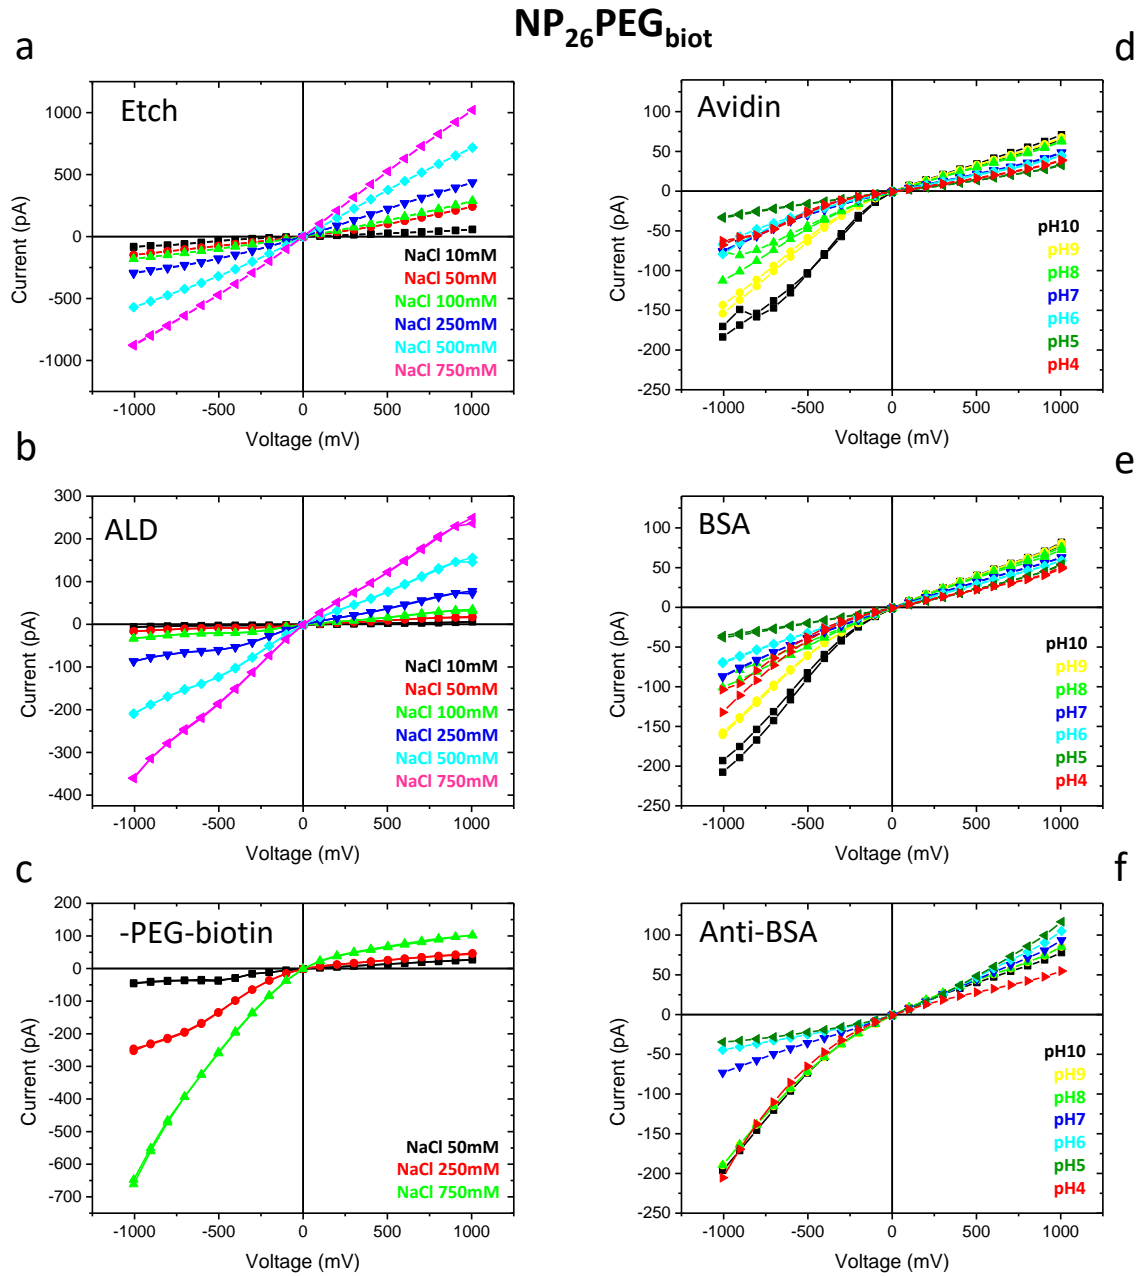 NP26PEGbiot
a
Etch
Current (pA)
1000
500
0
-500
-1000
NaCl 10mM
NaCl 50mM
NaCl 100mM
NaCl 250mM
NaCl 500mM
NaCl 750mM
-1000 -500 0 500 1000
Voltage (mV)
b
ALD
Current (pA)
300
200
100
0
-100
-200
-300
-400
NaCl 10mM
NaCl 50mM
NaCl 100mM
NaCl 250mM
NaCl 500mM
NaCl 750mM
-1000 -500 0 500 1000
Voltage (mV)
c
-PEG-biotin
Current (pA)
200
100
0
-100
-200
-300
-400
-500
-600
-700
NaCl 50mM
NaCl 250mM
NaCl 750mM
-1000 -500 0 500 1000
Voltage (mV)
d
Avidin
Current (pA)
100
50
0
-50
-100
-150
-200
-250
pH10
pH9
pH8
pH7
pH6
pH5
pH4
-1000 -500 0 500 1000
Voltage (mV)
e
BSA
Current (pA)
100
50
0
-50
-100
-150
-200
-250
pH10
pH9
pH8
pH7
pH6
pH5
pH4
-1000 -500 0 500 1000
Voltage (mV)
f
Anti-BSA
Current (pA)
100
50
0
-50
-100
-150
-200
-250
pH10
pH9
pH8
pH7
pH6
pH5
pH4
-1000 -500 0 500 1000
Voltage (mV)